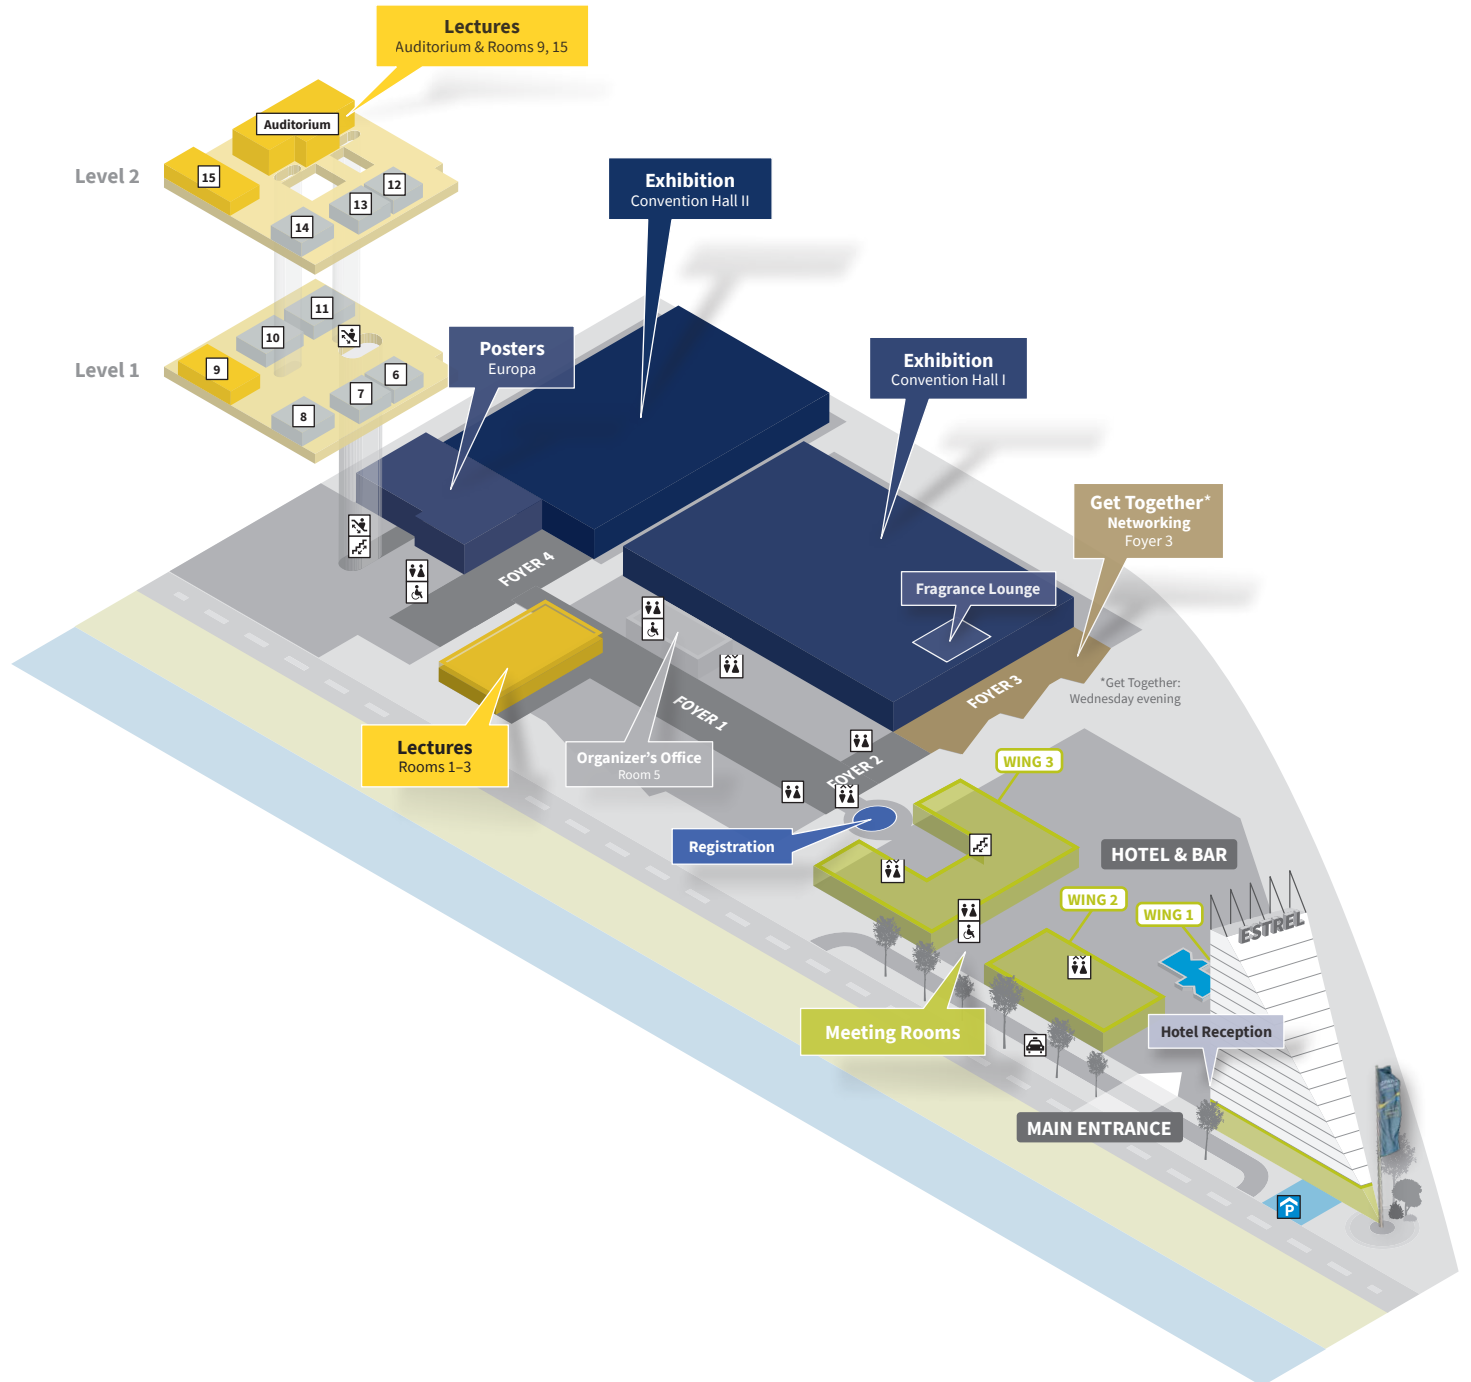 Lectures
Auditorium & Rooms 9, 15
Auditorium
Level 2
15
12
13
14
Exhibition
Convention Hall II
11
10
Level 1
9
6
7
8
Posters
Europa
Exhibition
Convention Hall I
Get Together*
Networking
Foyer 3
FOYER 4
Fragrance Lounge
FOYER 3
*Get Together:
Wednesday evening
FOYER 1
Lectures
Rooms 1–3
Organizer's Office
Room 5
FOYER 2
WING 3
Registration
HOTEL & BAR
WING 2
WING 1
ESTREL
Meeting Rooms
Hotel Reception
MAIN ENTRANCE
P